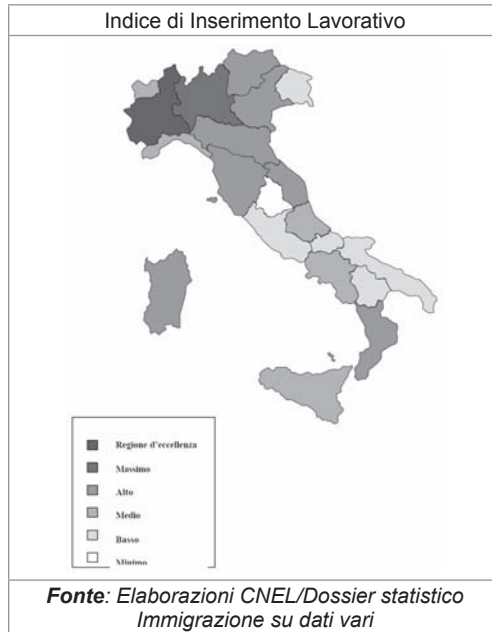 Indice di Inserimento Lavorativo
Regione d'eccellenza
Massimo
Alto
Medio
Basso
Minimo
Fonte: Elaborazioni CNEL/Dossier statistico
Immigrazione su dati vari